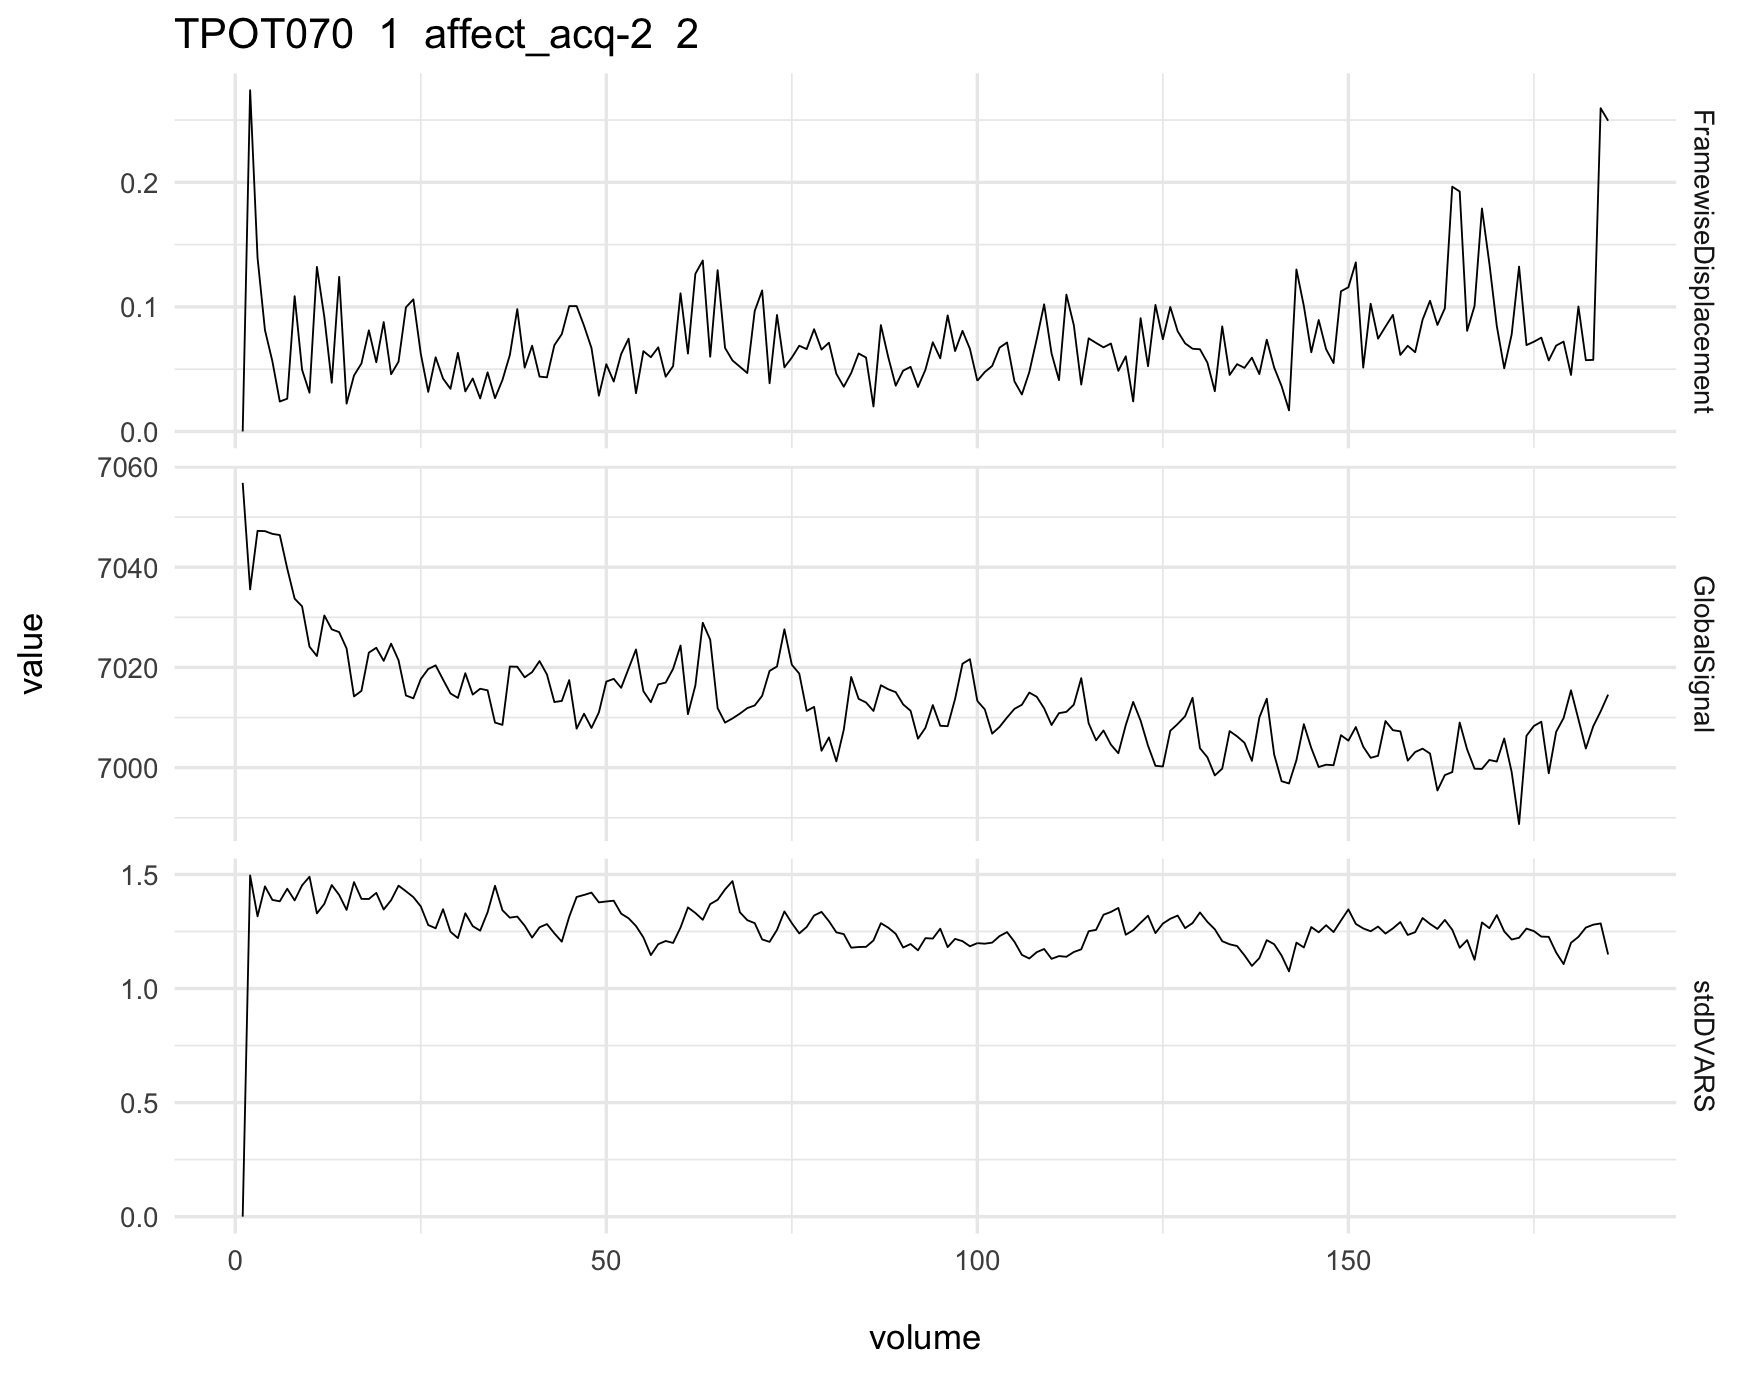 TPOT070 1 affect_acq-2 2
0.2
0.1
0.0
FramewiseDisplacement
7060
7040
7020
7000
GlobalSignal
1.5
1.0
0.5
0.0
stdDVARS
value
0 50 100 150
volume